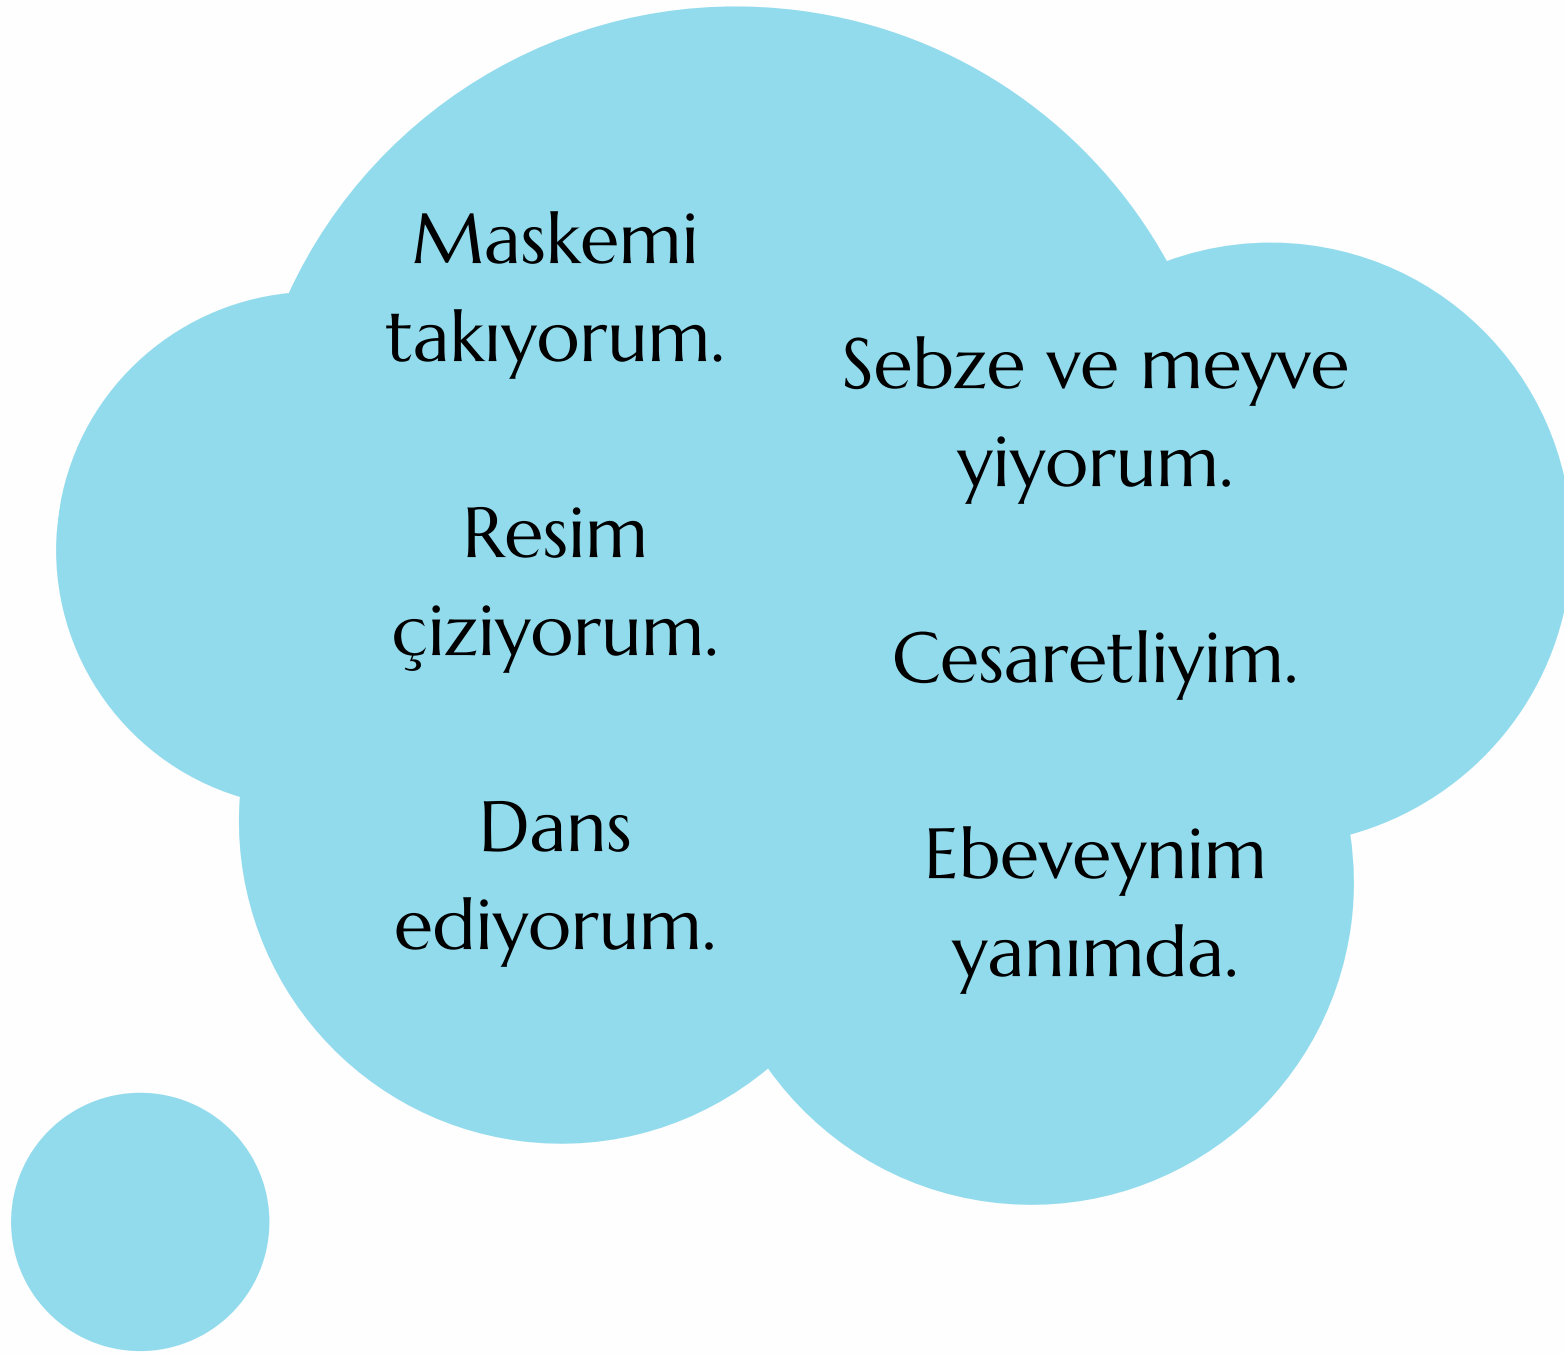 Maskemi
takıyorum.
Resim
çiziyorum.
Dans
ediyorum.
Sebze ve meyve
yiyorum.
Cesaretliyim.
Ebeveynim
yanımda.